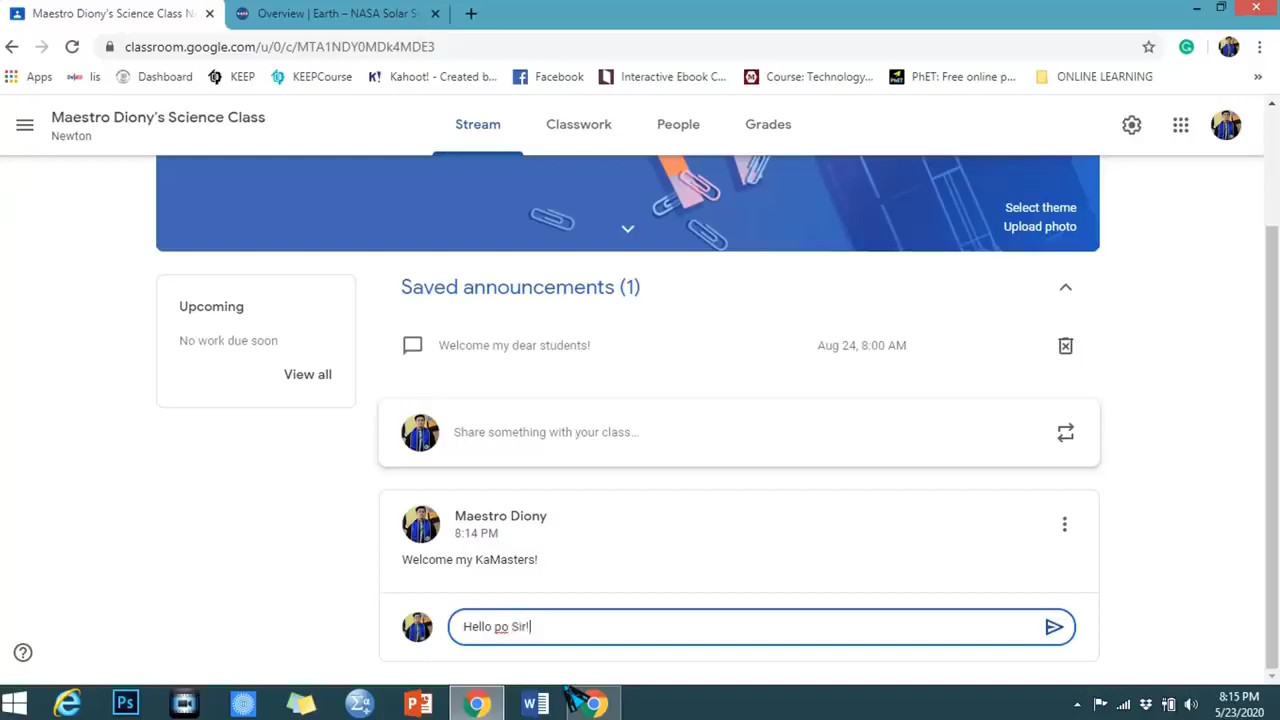 Maestro Diony's Science Class N
Overview | Earth – NASA Solar S
classroom.google.com/u/0/c/MTA1NDY0MDk4MDE3
Apps
lis
Dashboard
KEEP
KEEPCourse
Kahoot! - Created b...
Facebook
Interactive Ebook C...
Course: Technology...
PhET: Free online p...
ONLINE LEARNING
Maestro Diony's Science Class
Newton
Stream
Classwork
People
Grades
Select theme
Upload photo
Upcoming
No work due soon
View all
Saved announcements (1)
Welcome my dear students!
Aug 24, 8:00 AM
Share something with your class...
Maestro Diony
8:14 PM
Welcome my KaMasters!
Hello po Sir!
8:15 PM
5/23/2020